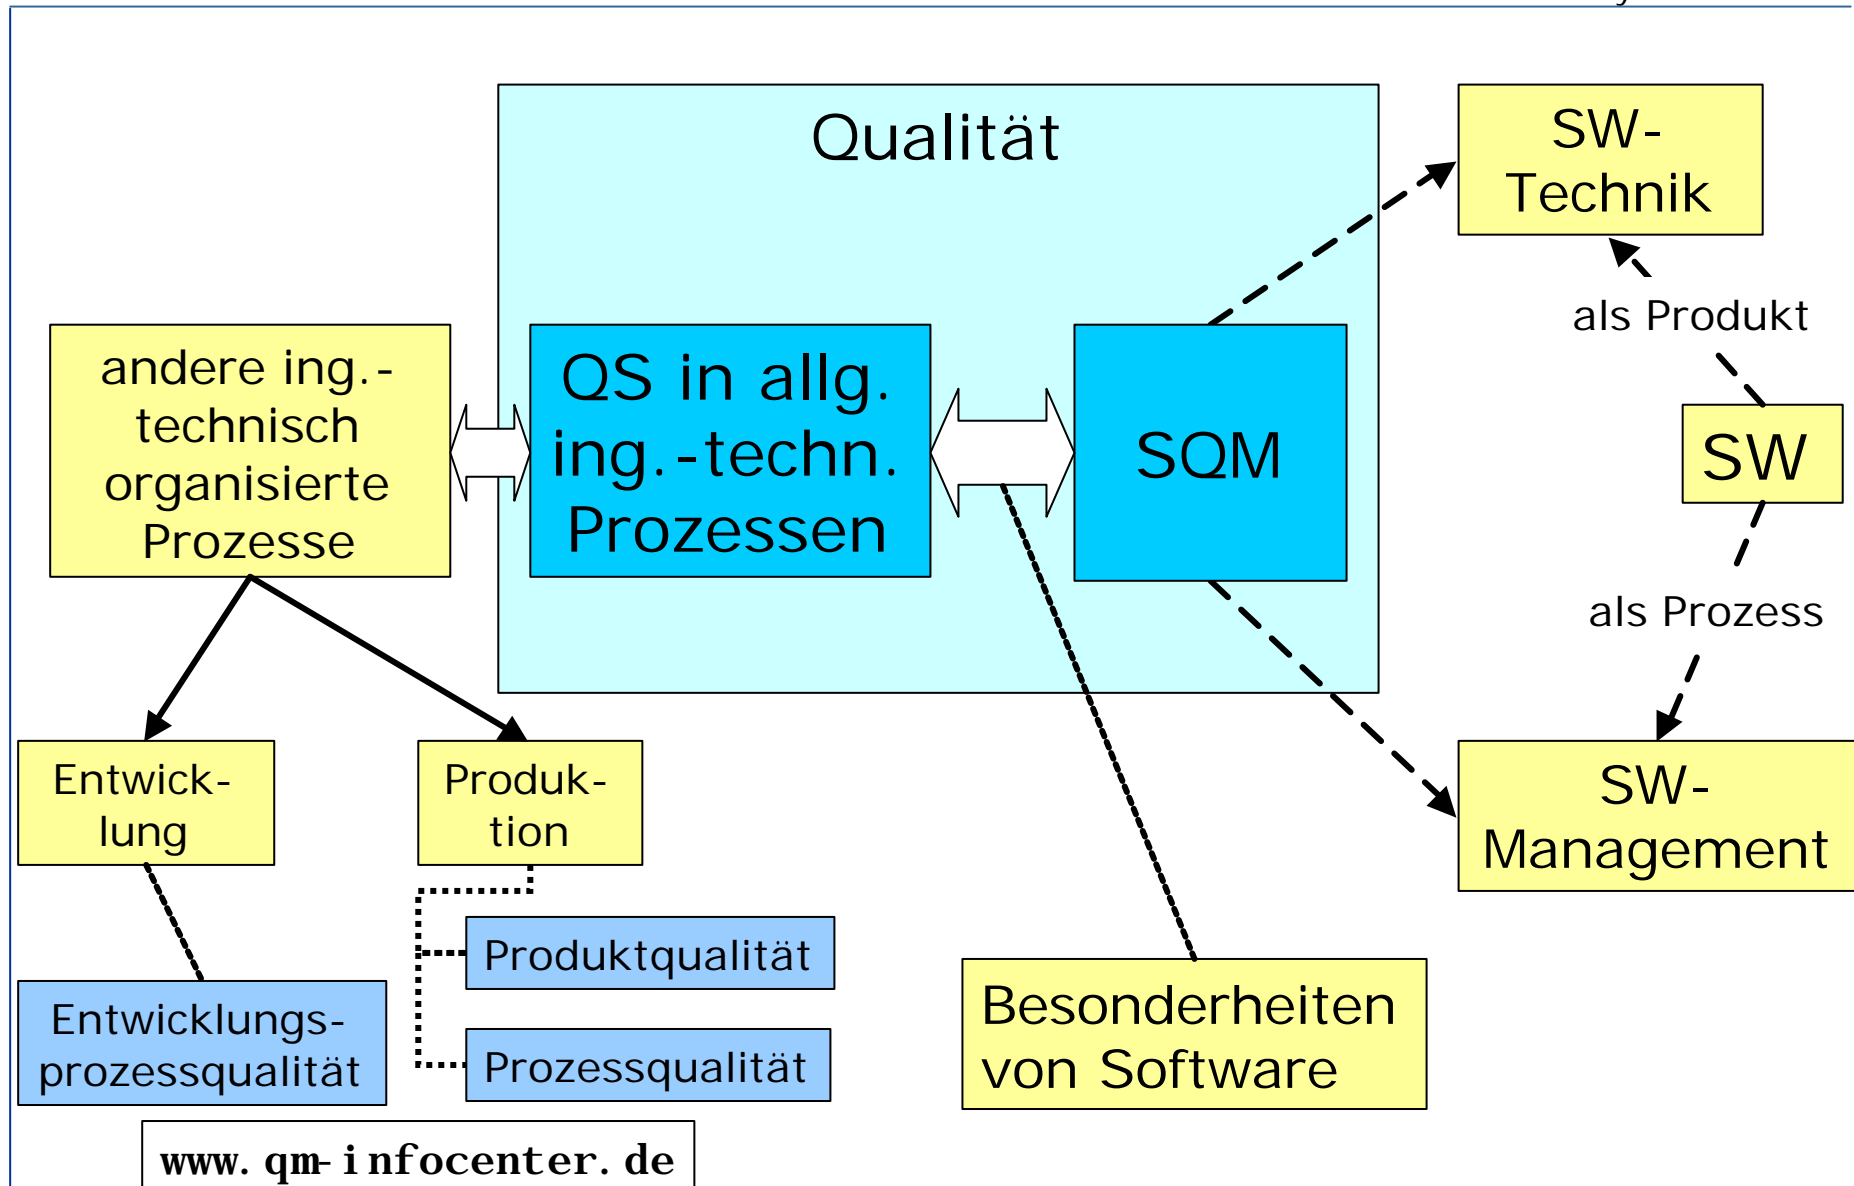 Qualität
SW-
Technik
als Produkt
andere ing.-
technisch
organisierte
Prozesse
QS in allg.
ing.-techn.
Prozessen
SQM
SW
als Prozess
Entwick-
lung
Produk-
tion
SW-
Management
Produktqualität
Entwicklungs-
prozessqualität
Prozessqualität
Besonderheiten
von Software
www.qm-infocenter.de